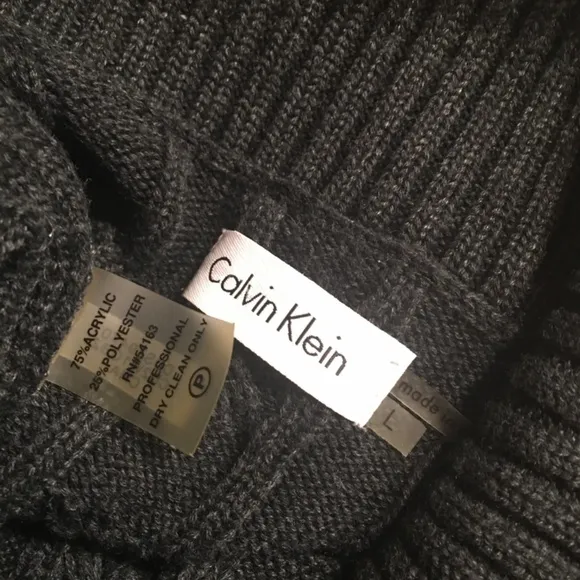 Calvin Klein
75%ACRYLIC
25%POLYESTER
RN#54163
PROFESSIONAL
DRY CLEAN ONLY
P
made
L